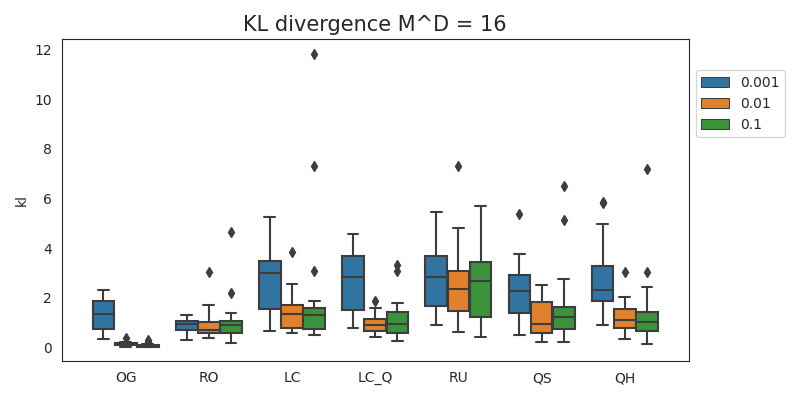 KL divergence M^D = 16
12
10
8
6
4
2
0
kl
OG
RO
LC
LC_Q
RU
QS
QH
0.001
0.01
0.1